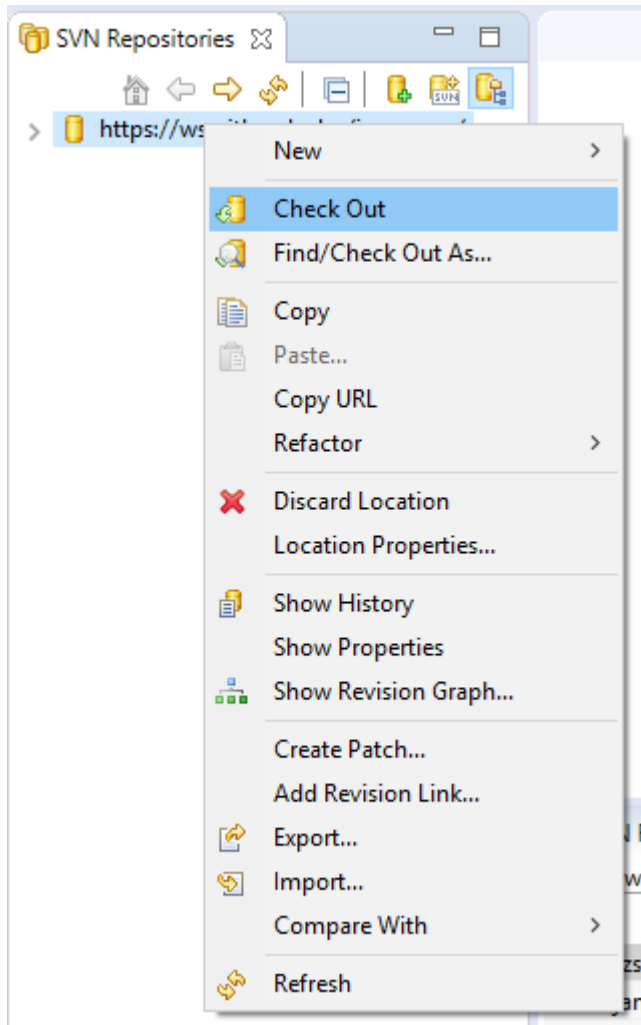 SVN Repositories
SVN
https://ws
New
Check Out
Find/Check Out As...
Copy
Paste...
Copy URL
Refactor
Discard Location
Location Properties...
Show History
Show Properties
Show Revision Graph...
Create Patch...
Add Revision Link...
Export...
Import...
Compare With
Refresh